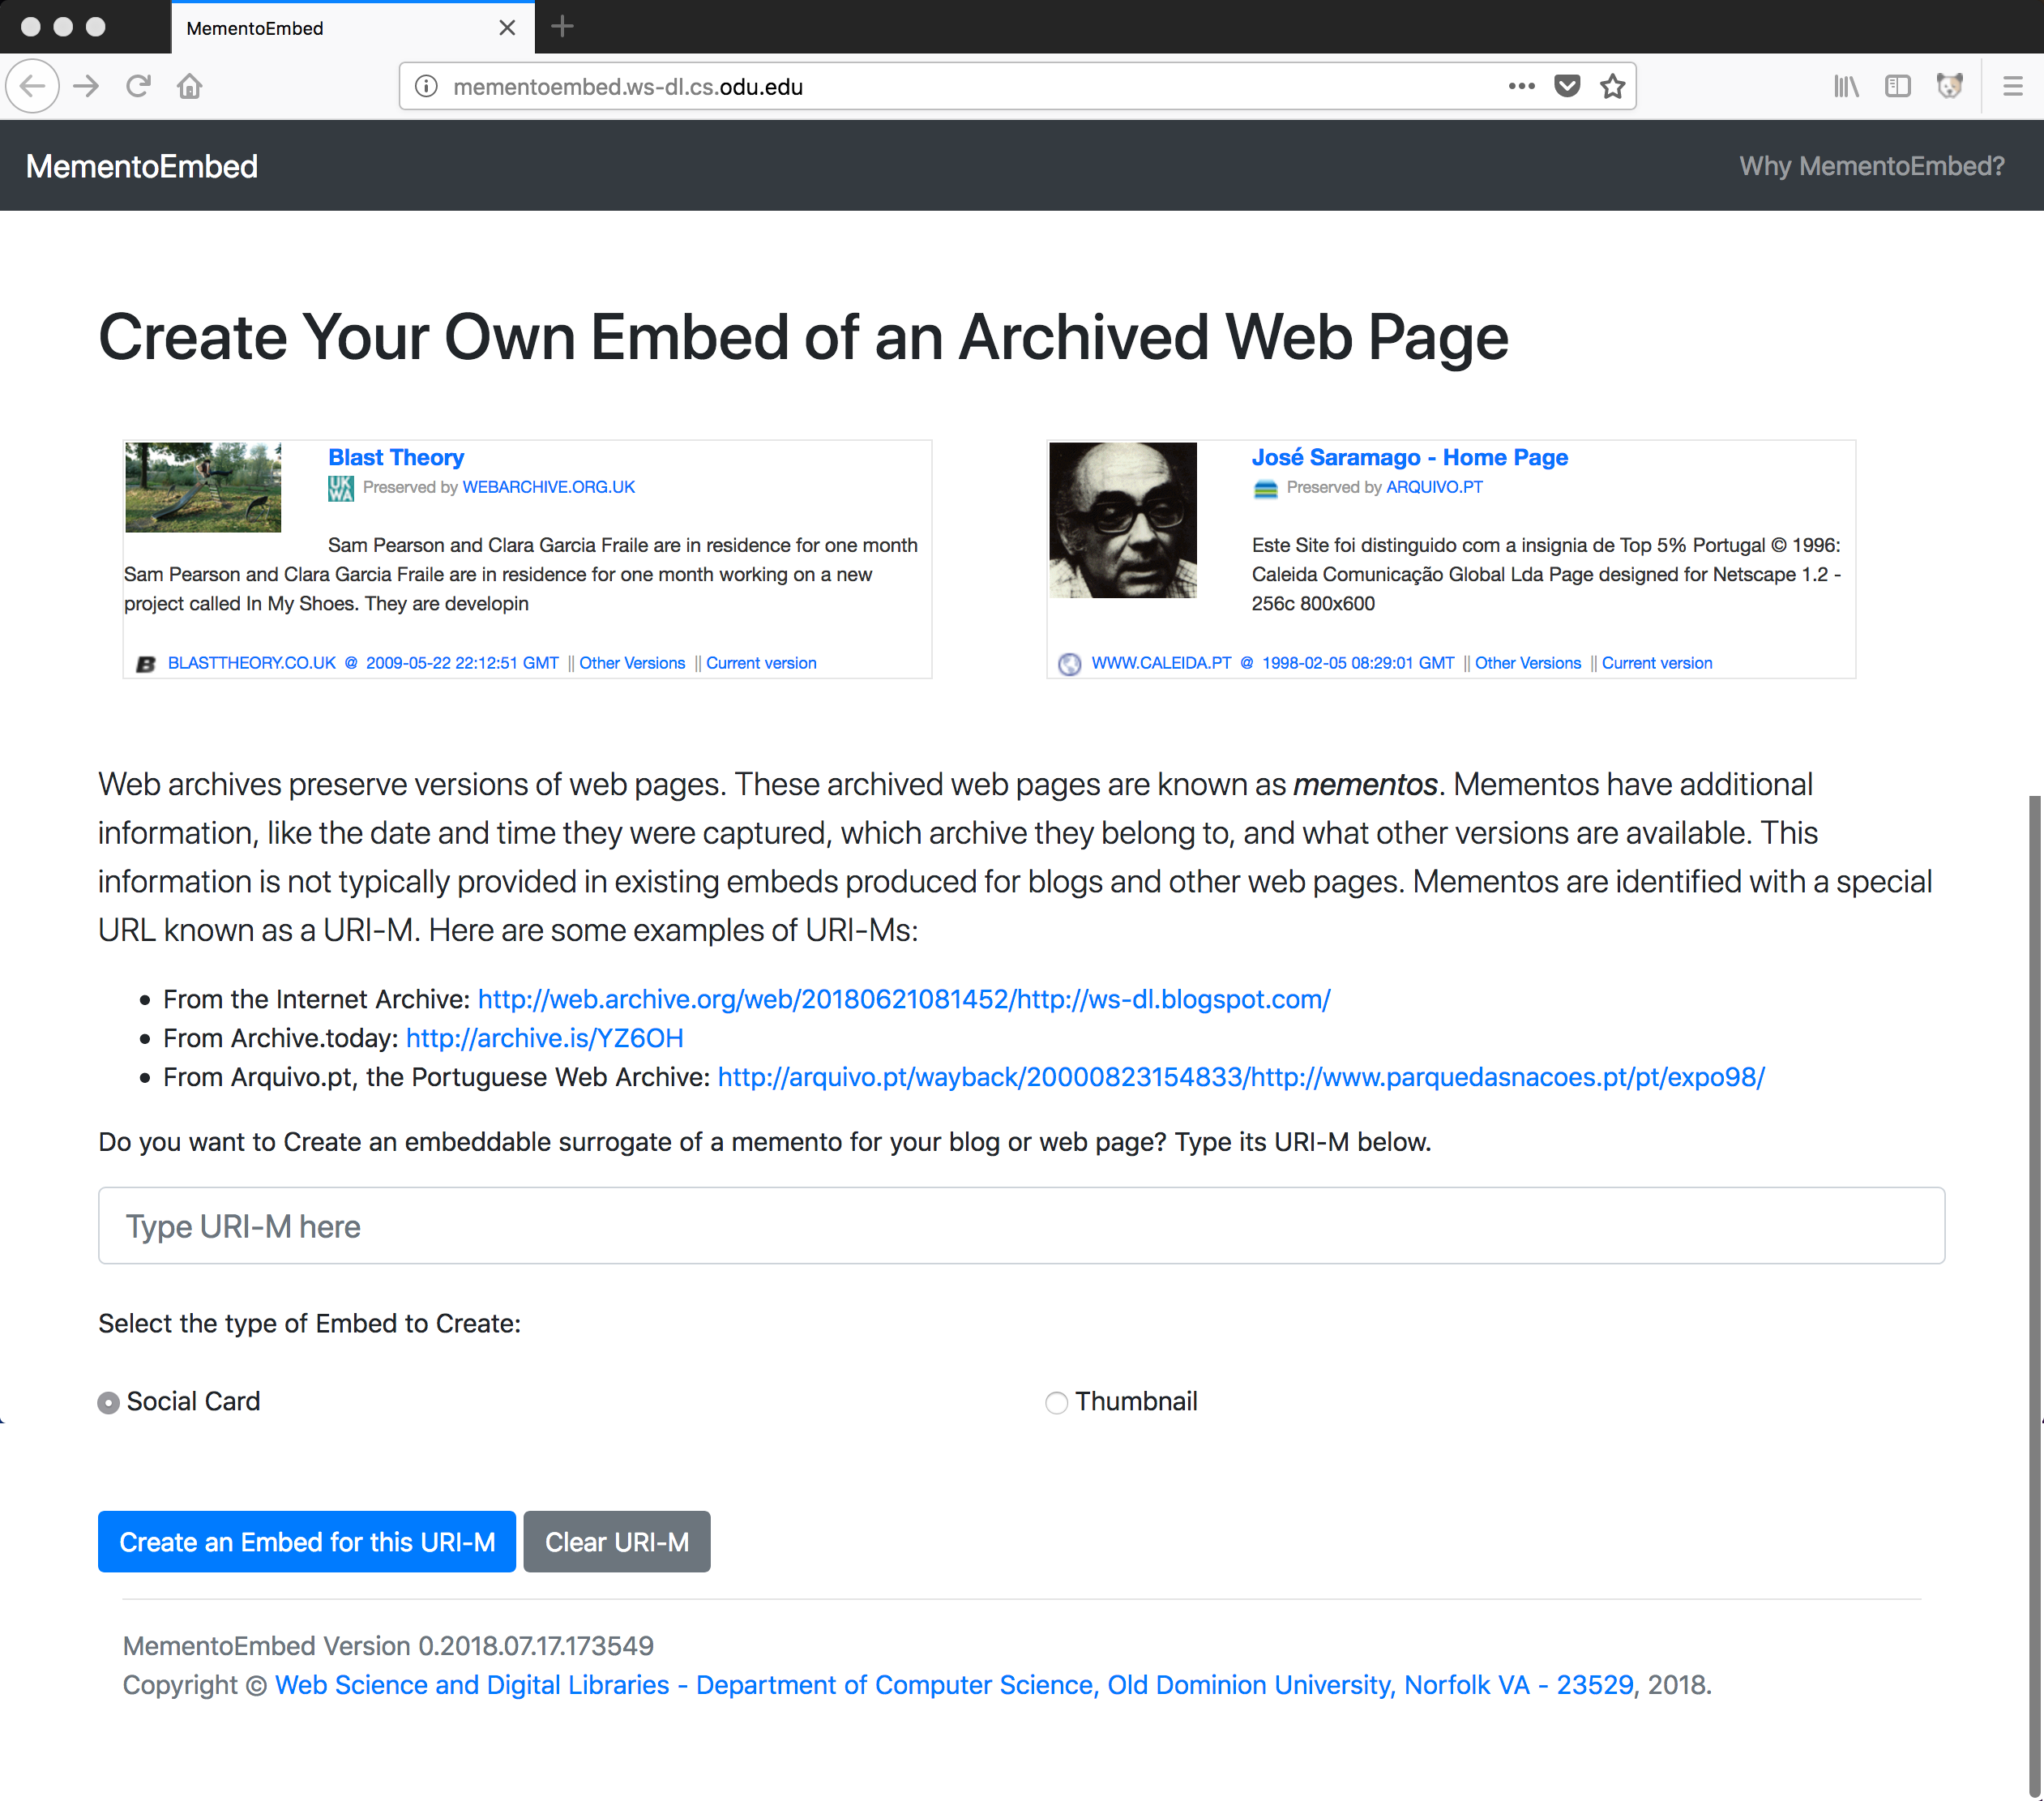 MementoEmbed
mementoembed.ws-dl.cs.odu.edu
MementoEmbed
Why MementoEmbed?
Create Your Own Embed of an Archived Web Page
Blast Theory
UK
WA
Preserved by WEBARCHIVE.ORG.UK
Sam Pearson and Clara Garcia Fraile are in residence for one month
Sam Pearson and Clara Garcia Fraile are in residence for one month working on a new
project called In My Shoes. They are developin
B BLASTTHEORY.CO.UK @ 2009-05-22 22:12:51 GMT || Other Versions || Current version
José Saramago - Home Page
Preserved by ARQUIVO.PT
Este Site foi distinguido com a insignia de Top 5% Portugal © 1996:
Caleida Comunicação Global Lda Page designed for Netscape 1.2 -
256c 800x600
WWW.CALEIDA.PT @ 1998-02-05 08:29:01 GMT || Other Versions || Current version
Web archives preserve versions of web pages. These archived web pages are known as mementos. Mementos have additional
information, like the date and time they were captured, which archive they belong to, and what other versions are available. This
information is not typically provided in existing embeds produced for blogs and other web pages. Mementos are identified with a special
URL known as a URI-M. Here are some examples of URI-Ms:
• From the Internet Archive: http://web.archive.org/web/20180621081452/http://ws-dl.blogspot.com/
• From Archive.today: http://archive.is/YZ6OH
• From Arquivo.pt, the Portuguese Web Archive: http://arquivo.pt/wayback/20000823154833/http://www.parquedasnacoes.pt/pt/expo98/
Do you want to Create an embeddable surrogate of a memento for your blog or web page? Type its URI-M below.
Type URI-M here
Select the type of Embed to Create:
Social Card
Thumbnail
Create an Embed for this URI-M
Clear URI-M
MementoEmbed Version 0.2018.07.17.173549
Copyright © Web Science and Digital Libraries - Department of Computer Science, Old Dominion University, Norfolk VA - 23529, 2018.